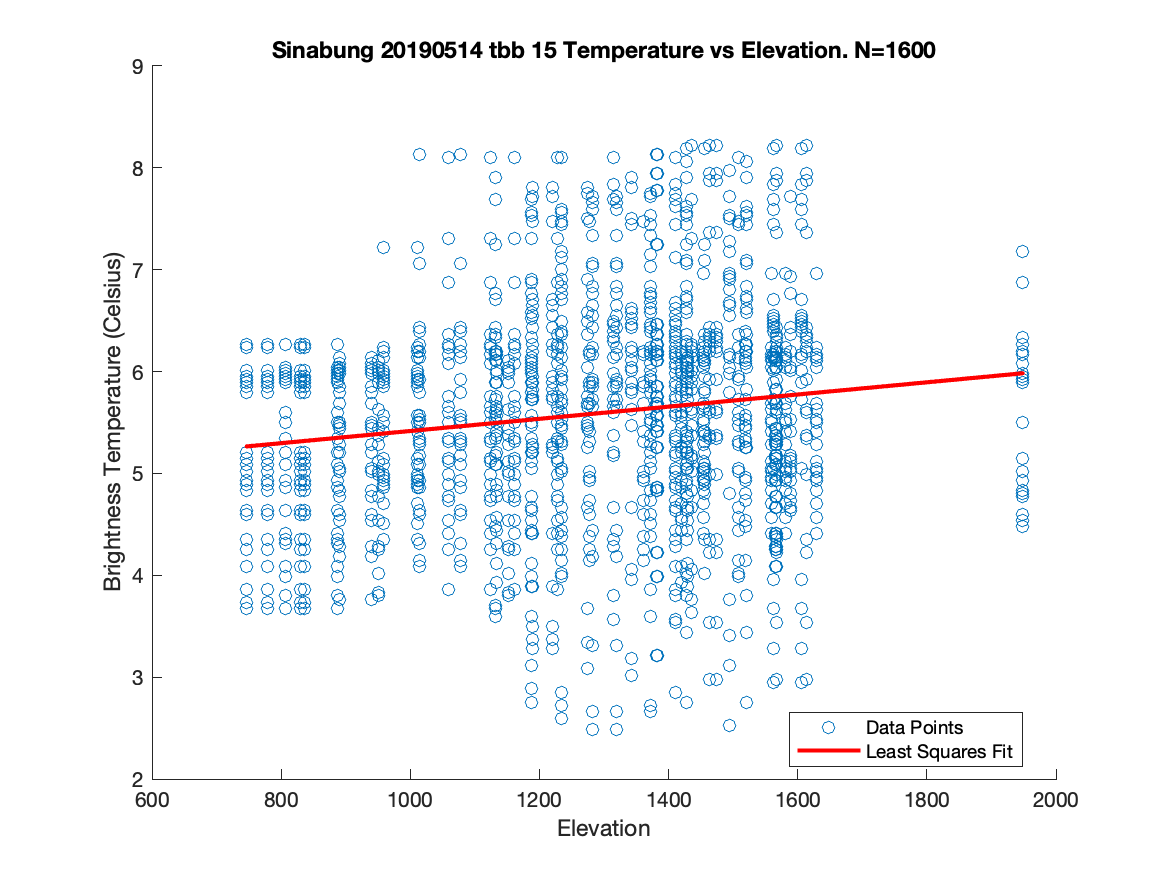 Sinabung 20190514 tbb 15 Temperature vs Elevation. N=1600
9
8
7
6
5
4
3
2
Brightness Temperature (Celsius)
Data Points
Least Squares Fit
600 800 1000 1200 1400 1600 1800 2000
Elevation